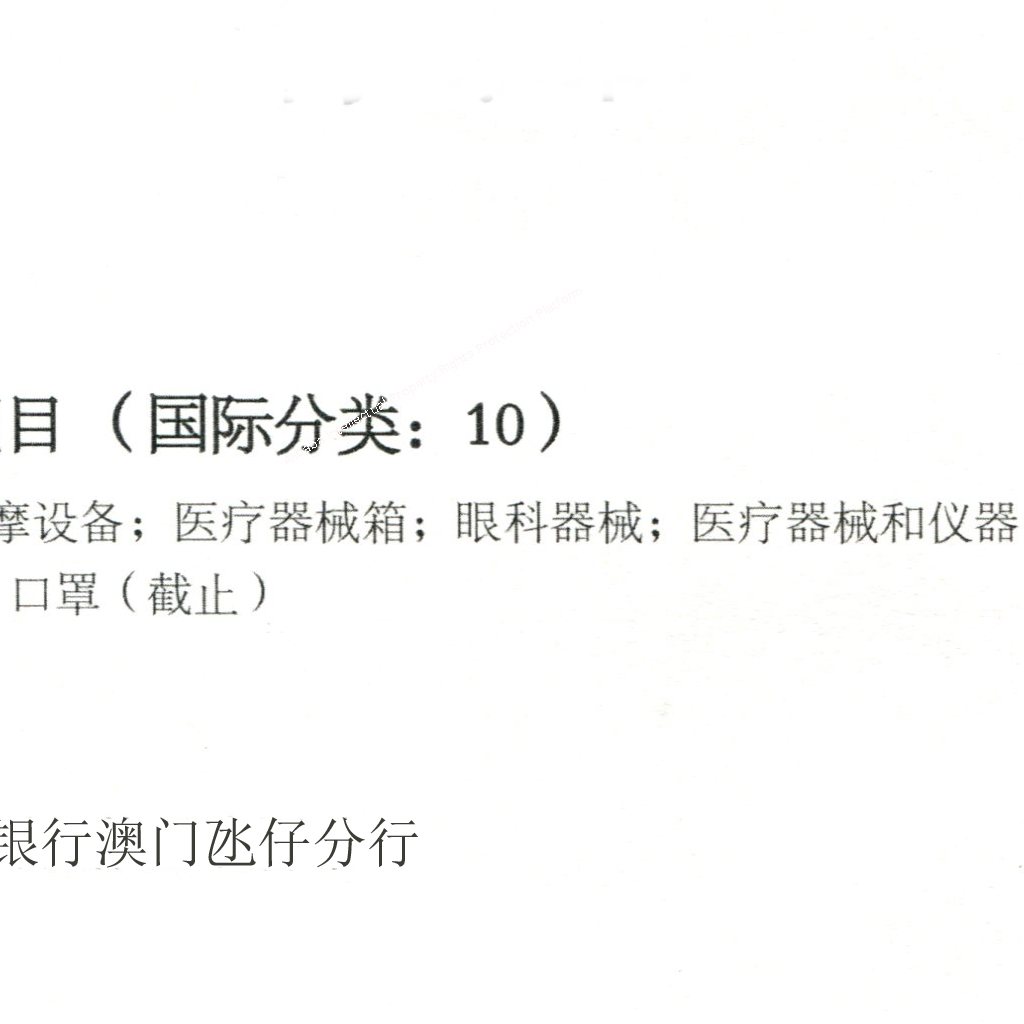 目（国际分类：10）
摩设备；医疗器械箱；眼科器械；医疗器械和仪器
口罩（截止）
银行澳门氹仔分行